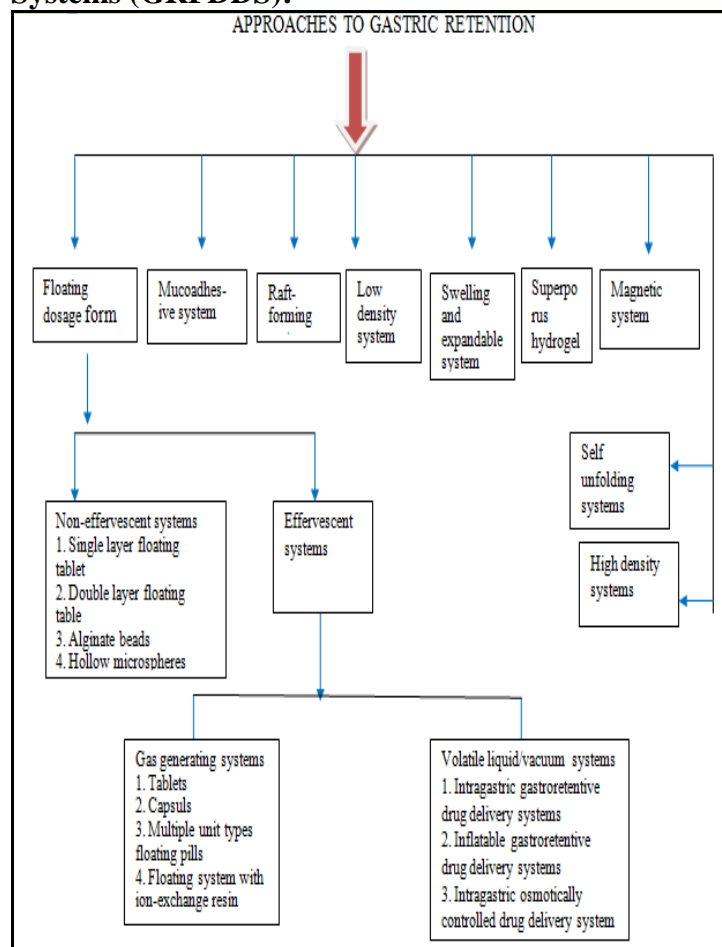 Systems (GRFDDS):
APPROACHES TO GASTRIC RETENTION
Floating
dosage form
Mucoadhes-
ive system
Raft-
forming
Low
density
system
Swelling
and
expandable
system
Superpo
rus
hydrogel
Magnetic
system
Self
unfolding
systems
High density
systems
Non-effervescent systems
1. Single layer floating
tablet
2. Double layer floating
table
3. Alginate beads
4. Hollow microspheres
Effervescent
systems
Gas generating systems
1. Tablets
2. Capsuls
3. Multiple unit types
floating pills
4. Floating system with
ion-exchange resin
Volatile liquid/vacuum systems
1. Intragastric gastroretentive
drug delivery systems
2. Inflatable gastroretentive
drug delivery systems
3. Intragastric osmotically
controlled drug delivery system